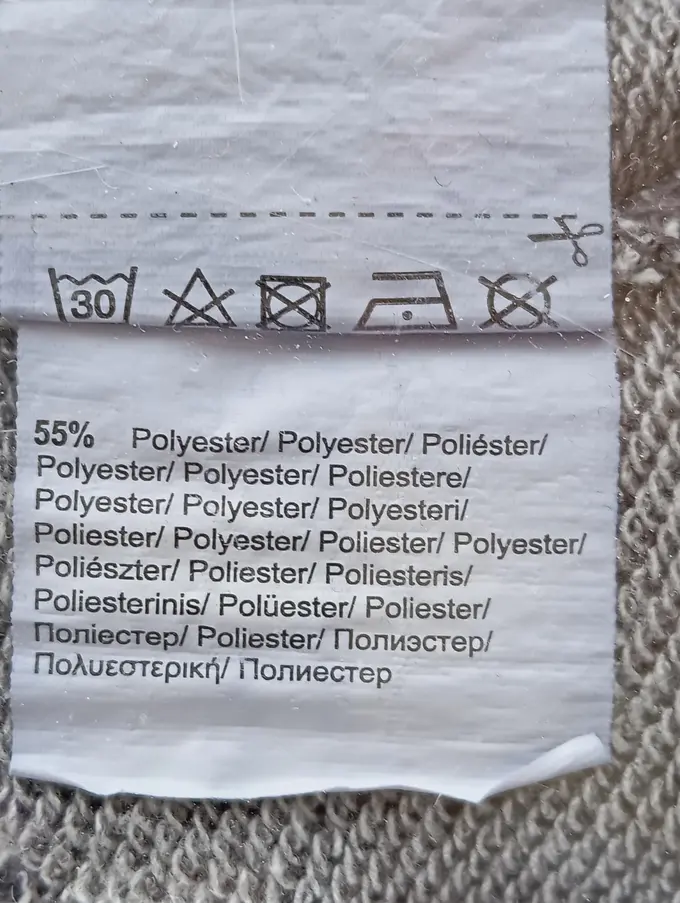 30
55% Polyester/ Polyester/ Poliéster/
Polyester/ Polyester/ Poliestere/
Polyester/ Polyester/ Polyesteri/
Poliester/ Polyester/ Poliester/ Polyester/
Poliészter/ Poliester/ Poliesteris/
Poliesterinis/ Polüester/ Poliester/
Поліестер/ Poliester/ Полиэстер/
Πολυεστερική/ Полиестер